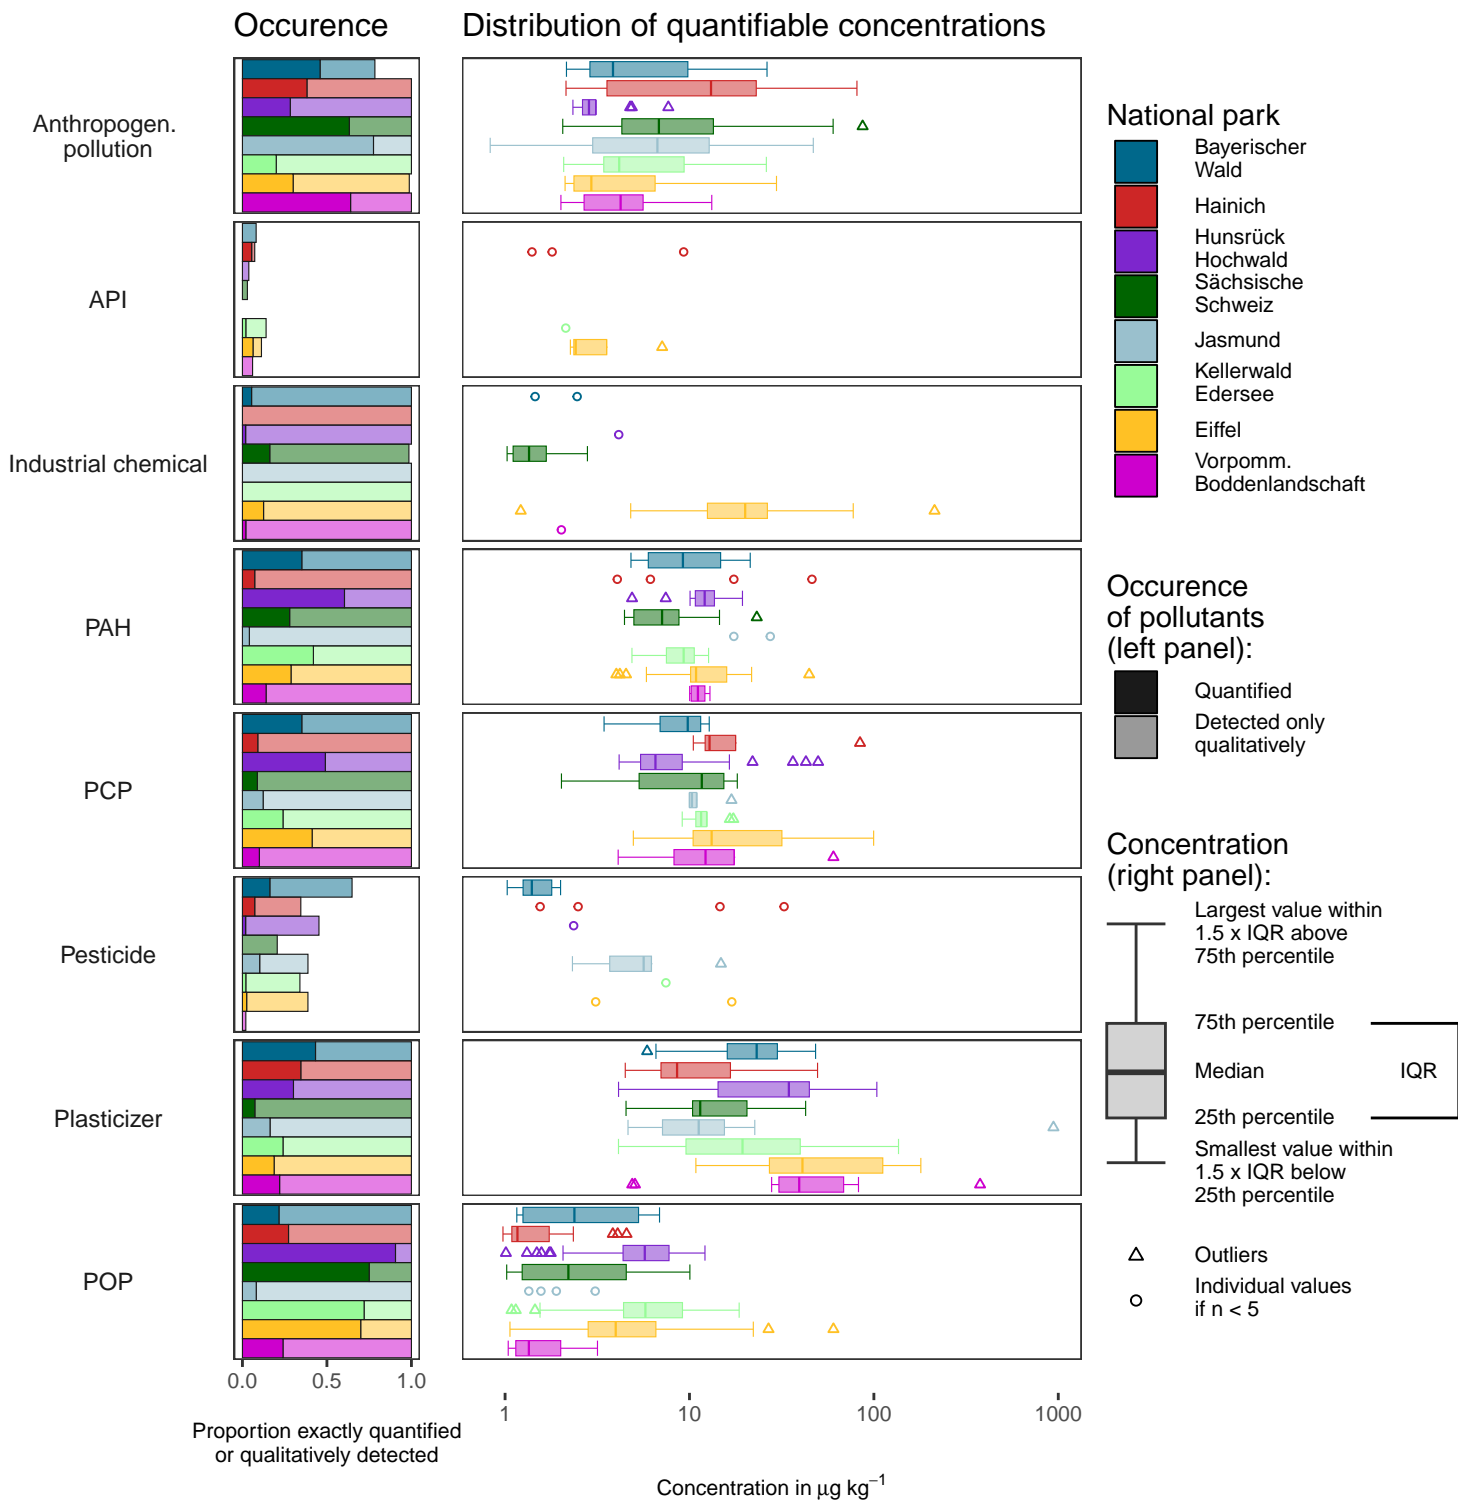 Occurence
Distribution of quantifiable concentrations
Anthropogen.
pollution
API
Industrial chemical
PAH
PCP
Pesticide
Plasticizer
POP
0.0
0.5
1.0
Proportion exactly quantified
or qualitatively detected
1
10
100
1000
Concentration in µg kg⁻¹
National park
Bayerischer
Wald
Hainich
Hunsrück
Hochwald
Sächsische
Schweiz
Jasmund
Kellerwald
Edersee
Eiffel
Vorpomm.
Boddenlandschaft
Occurence
of pollutants
(left panel):
Quantified
Detected only
qualitatively
Concentration
(right panel):
Largest value within
1.5 x IQR above
75th percentile
75th percentile
Median
IQR
25th percentile
Smallest value within
1.5 x IQR below
25th percentile
Outliers
Individual values
if n < 5